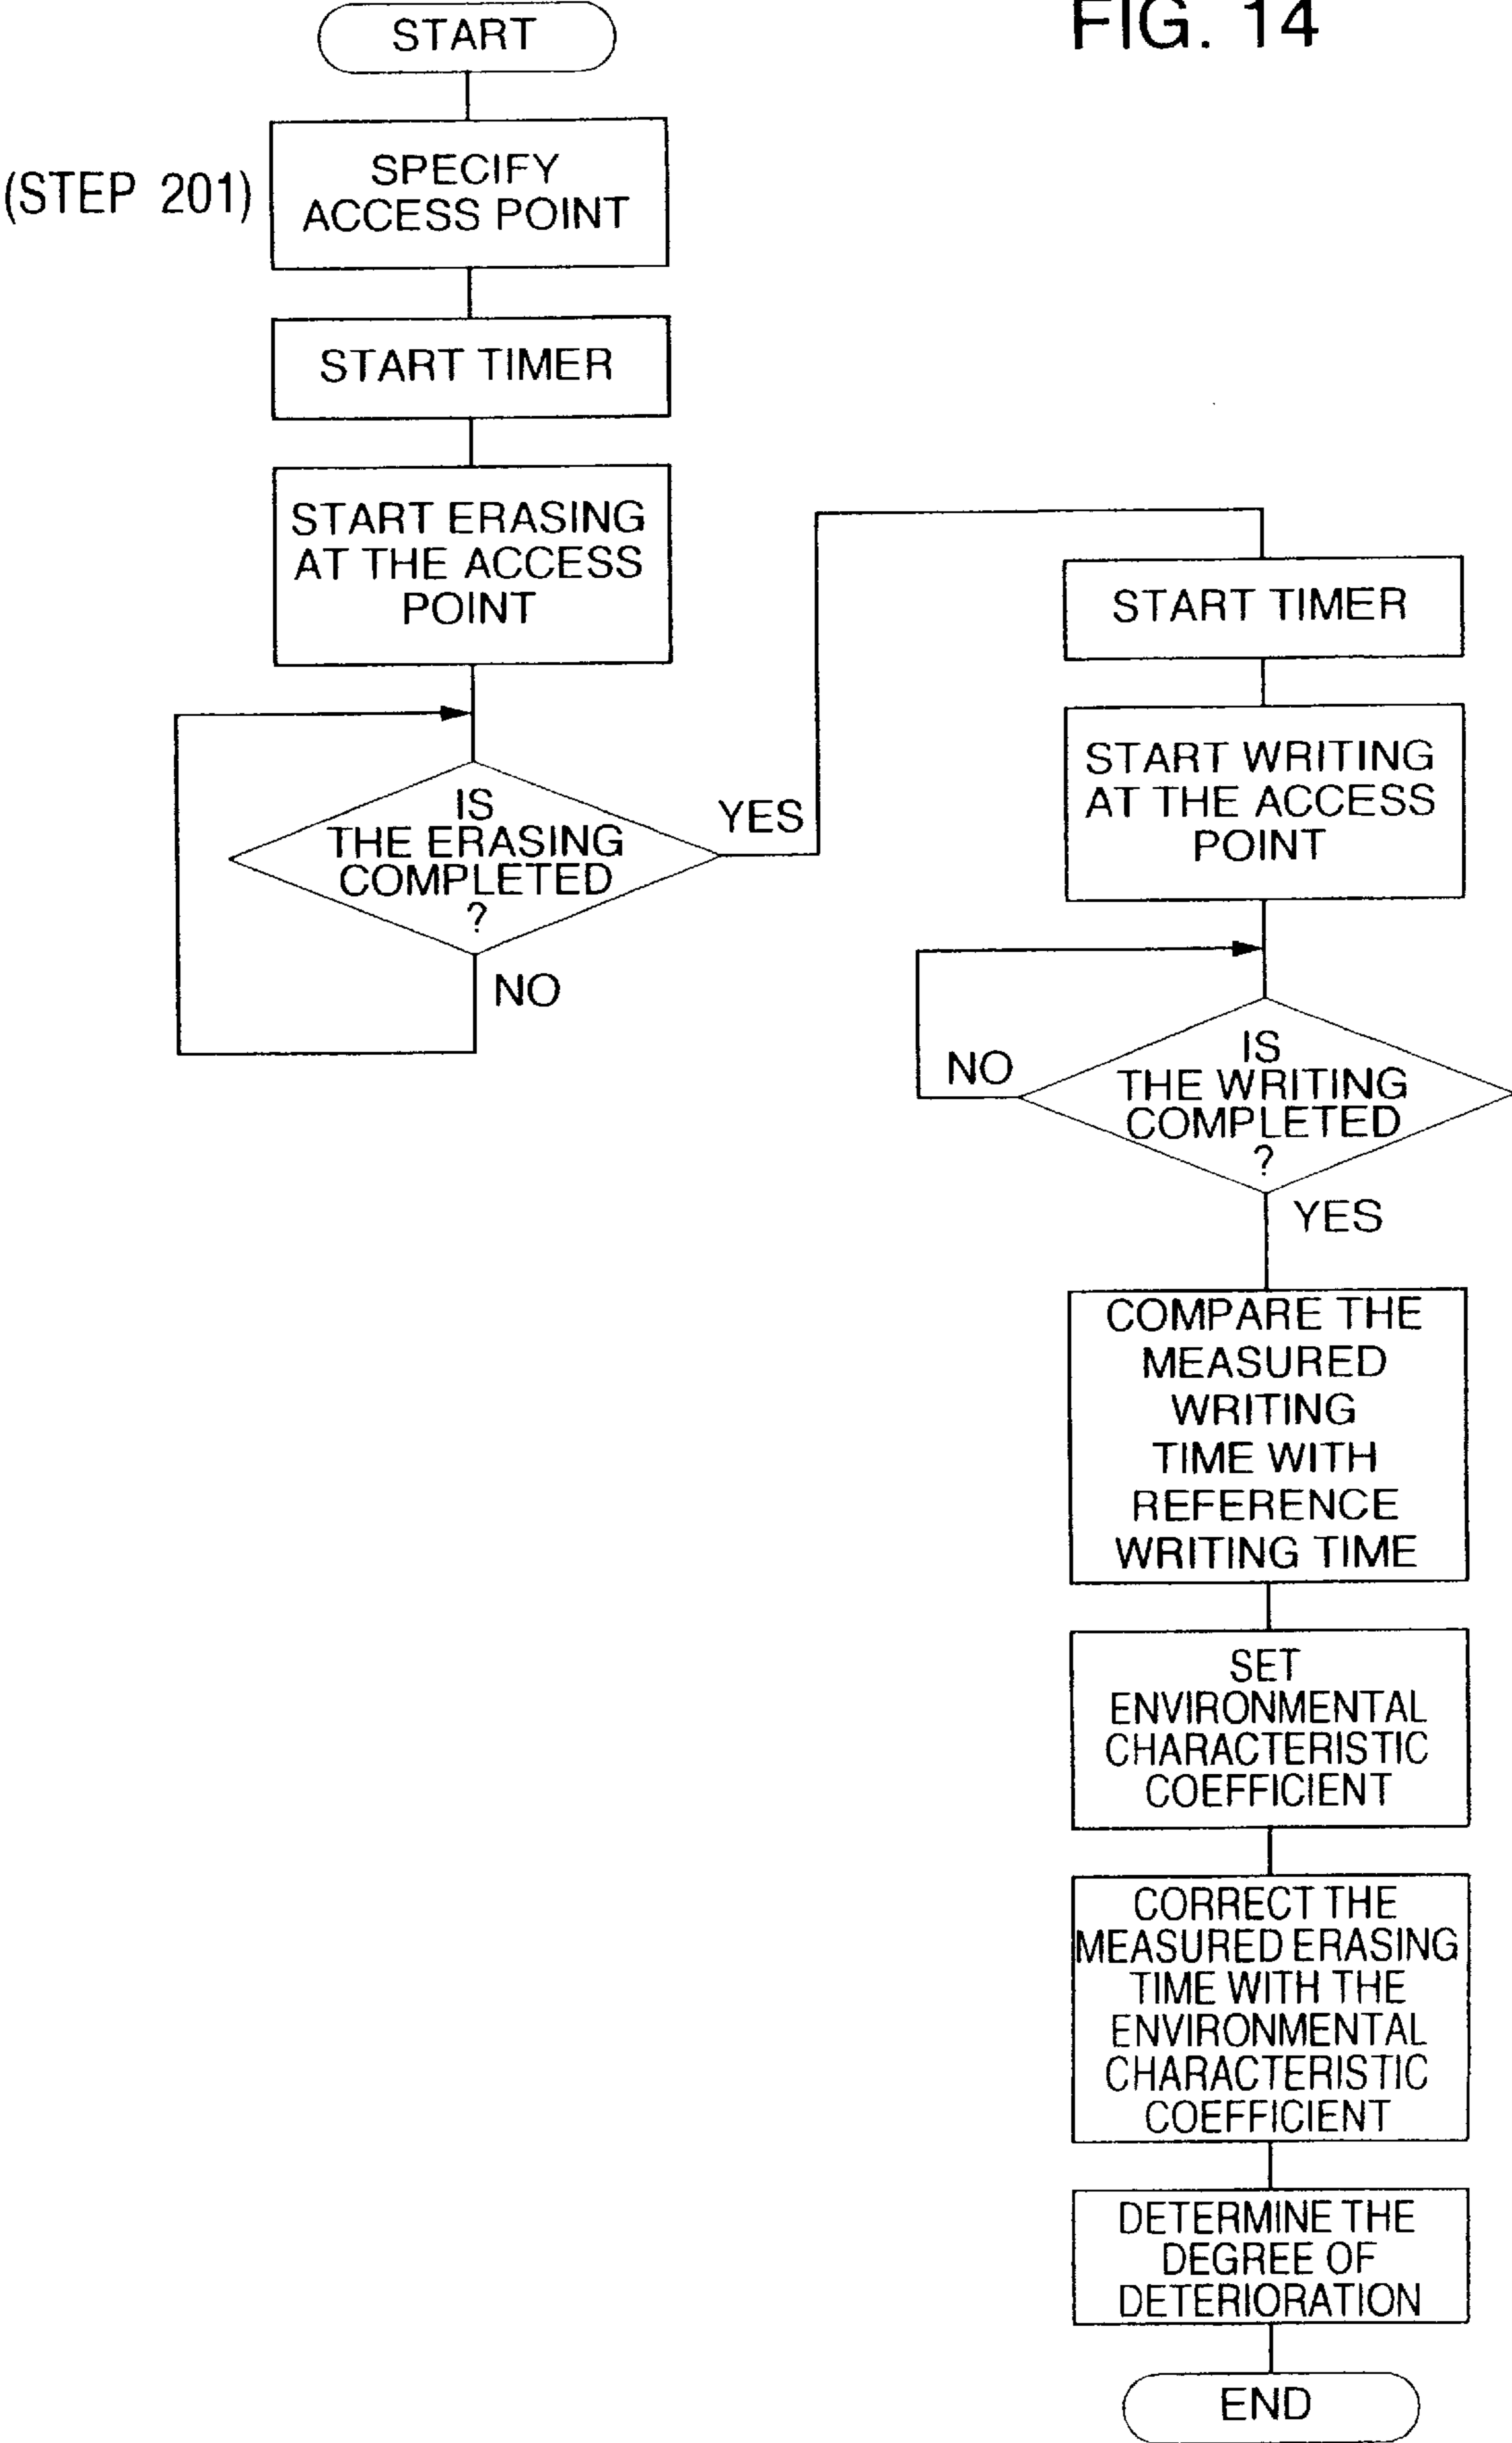 FIG. 14
START
(STEP 201)
SPECIFY
ACCESS POINT
START TIMER
START ERASING
AT THE ACCESS
POINT
IS
THE ERASING
COMPLETED
?
YES
NO
START TIMER
START WRITING
AT THE ACCESS
POINT
IS
THE WRITING
COMPLETED
?
NO
YES
COMPARE THE
MEASURED
WRITING
TIME WITH
REFERENCE
WRITING TIME
SET
ENVIRONMENTAL
CHARACTERISTIC
COEFFICIENT
CORRECT THE
MEASURED ERASING
TIME WITH THE
ENVIRONMENTAL
CHARACTERISTIC
COEFFICIENT
DETERMINE THE
DEGREE OF
DETERIORATION
END